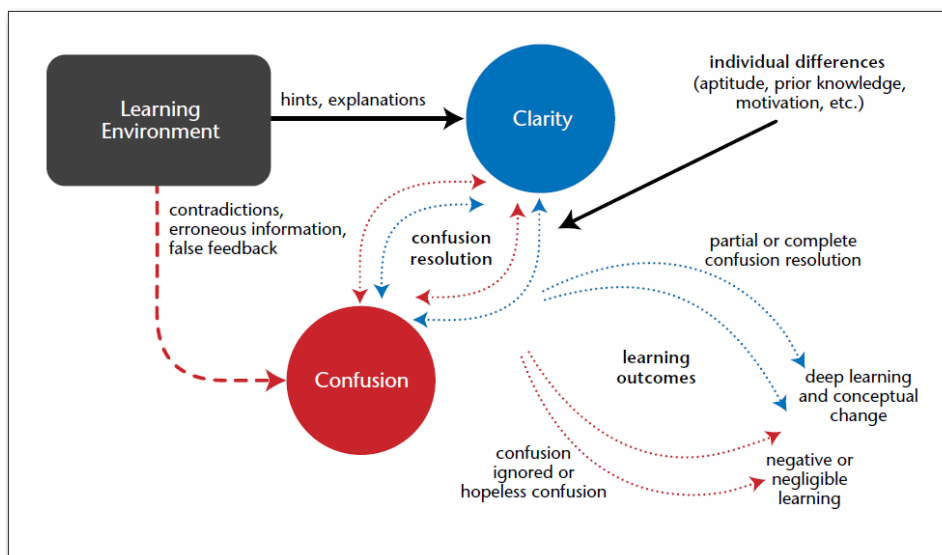 Learning
Environment
hints, explanations
Clarity
individual differences
(aptitude, prior knowledge,
motivation, etc.)
contradictions,
erroneous information,
false feedback
confusion
resolution
partial or complete
confusion resolution
Confusion
learning
outcomes
deep learning
and conceptual
change
confusion
ignored or
hopeless confusion
negative or
negligible
learning